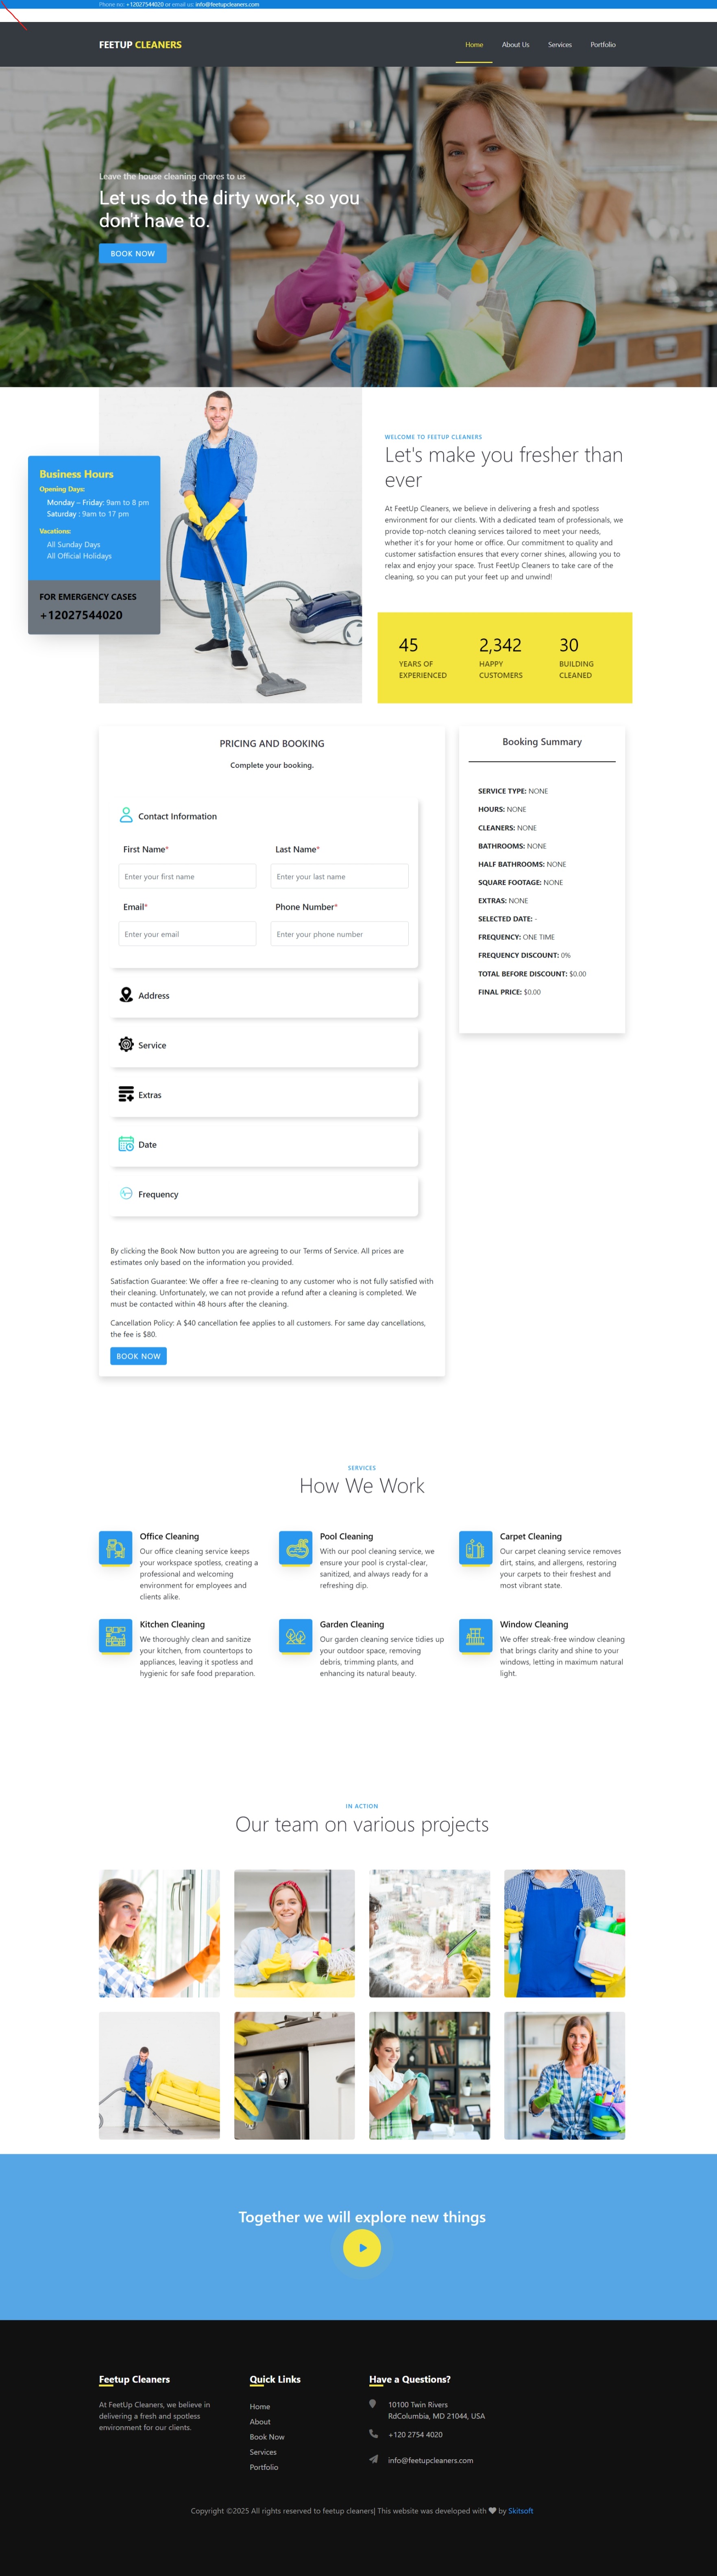 Phone no: +12027544020 or email us: info@feetupcleaners.com
FEETUP CLEANERS
Home
About Us
Services
Portfolio
Leave the house cleaning chores to us
Let us do the dirty work, so you
don't have to.
BOOK NOW
Business Hours
Opening Days:
Monday – Friday: 9am to 8 pm
Saturday : 9am to 17 pm
Vacations:
All Sunday Days
All Official Holidays
FOR EMERGENCY CASES
+12027544020
WELCOME TO FEETUP CLEANERS
Let's make you fresher than
ever
At FeetUp Cleaners, we believe in delivering a fresh and spotless
environment for our clients. With a dedicated team of professionals, we
provide top-notch cleaning services tailored to meet your needs,
whether it's for your home or office. Our commitment to quality and
customer satisfaction ensures that every corner shines, allowing you to
relax and enjoy your space. Trust FeetUp Cleaners to take care of the
cleaning, so you can put your feet up and unwind!
45
YEARS OF
EXPERIENCED
2,342
HAPPY
CUSTOMERS
30
BUILDING
CLEANED
PRICING AND BOOKING
Complete your booking.
Contact Information
First Name*
Last Name*
Enter your first name
Enter your last name
Email*
Phone Number*
Enter your email
Enter your phone number
Address
Service
Extras
Date
Frequency
By clicking the Book Now button you are agreeing to our Terms of Service. All prices are
estimates only based on the information you provided.
Satisfaction Guarantee: We offer a free re-cleaning to any customer who is not fully satisfied with
their cleaning. Unfortunately, we can not provide a refund after a cleaning is completed. We
must be contacted within 48 hours after the cleaning.
Cancellation Policy: A $40 cancellation fee applies to all customers. For same day cancellations,
the fee is $80.
BOOK NOW
Booking Summary
SERVICE TYPE: NONE
HOURS: NONE
CLEANERS: NONE
BATHROOMS: NONE
HALF BATHROOMS: NONE
SQUARE FOOTAGE: NONE
EXTRAS: NONE
SELECTED DATE: -
FREQUENCY: ONE TIME
FREQUENCY DISCOUNT: 0%
TOTAL BEFORE DISCOUNT: $0.00
FINAL PRICE: $0.00
SERVICES
How We Work
Office Cleaning
Our office cleaning service keeps
your workspace spotless, creating a
professional and welcoming
environment for employees and
clients alike.
Pool Cleaning
With our pool cleaning service, we
ensure your pool is crystal-clear,
sanitized, and always ready for a
refreshing dip.
Carpet Cleaning
Our carpet cleaning service removes
dirt, stains, and allergens, restoring
your carpets to their freshest and
most vibrant state.
Kitchen Cleaning
We thoroughly clean and sanitize
your kitchen, from countertops to
appliances, leaving it spotless and
hygienic for safe food preparation.
Garden Cleaning
Our garden cleaning service tidies up
your outdoor space, removing
debris, trimming plants, and
enhancing its natural beauty.
Window Cleaning
We offer streak-free window cleaning
that brings clarity and shine to your
windows, letting in maximum natural
light.
IN ACTION
Our team on various projects
Together we will explore new things
Feetup Cleaners
At FeetUp Cleaners, we believe in
delivering a fresh and spotless
environment for our clients.
Quick Links
Home
About
Book Now
Services
Portfolio
Have a Questions?
10100 Twin Rivers
RdColumbia, MD 21044, USA
+120 2754 4020
info@feetupcleaners.com
Copyright ©2025 All rights reserved to feetup cleaners| This website was developed with ❤ by Skitsoft